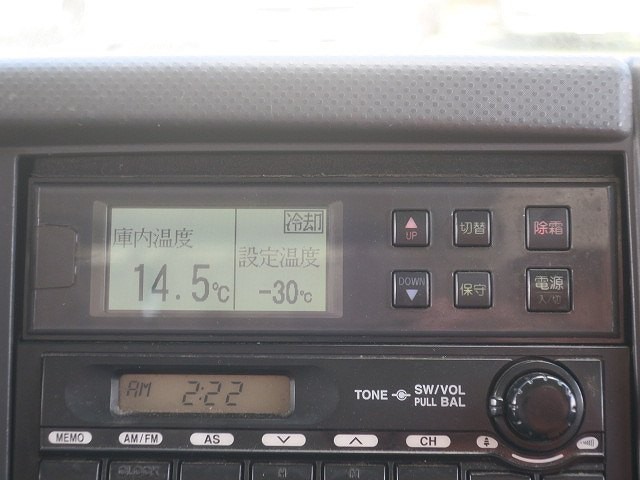 冷却
庫内温度
設定温度
14.5℃
-30℃
UP
切替
除霜
DOWN
保守
電源
入/切
AM 2:22
TONE
SW/VOL
PULL BAL
MEMO
AM/FM
AS
CH